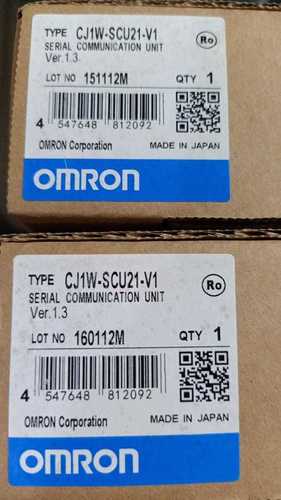 TYPE CJ1W-SCU21-V1
SERIAL COMMUNICATION UNIT
Ver.1.3
Ro
LOT NO 151112M QTY 1
4 547648 812092
OMRON Corporation MADE IN JAPAN
OMRON
TYPE CJ1W-SCU21-V1
SERIAL COMMUNICATION UNIT
Ver.1.3
Ro
LOT NO 160112M QTY 1
4 547648 812092
OMRON Corporation MADE IN JAPAN
OMRON